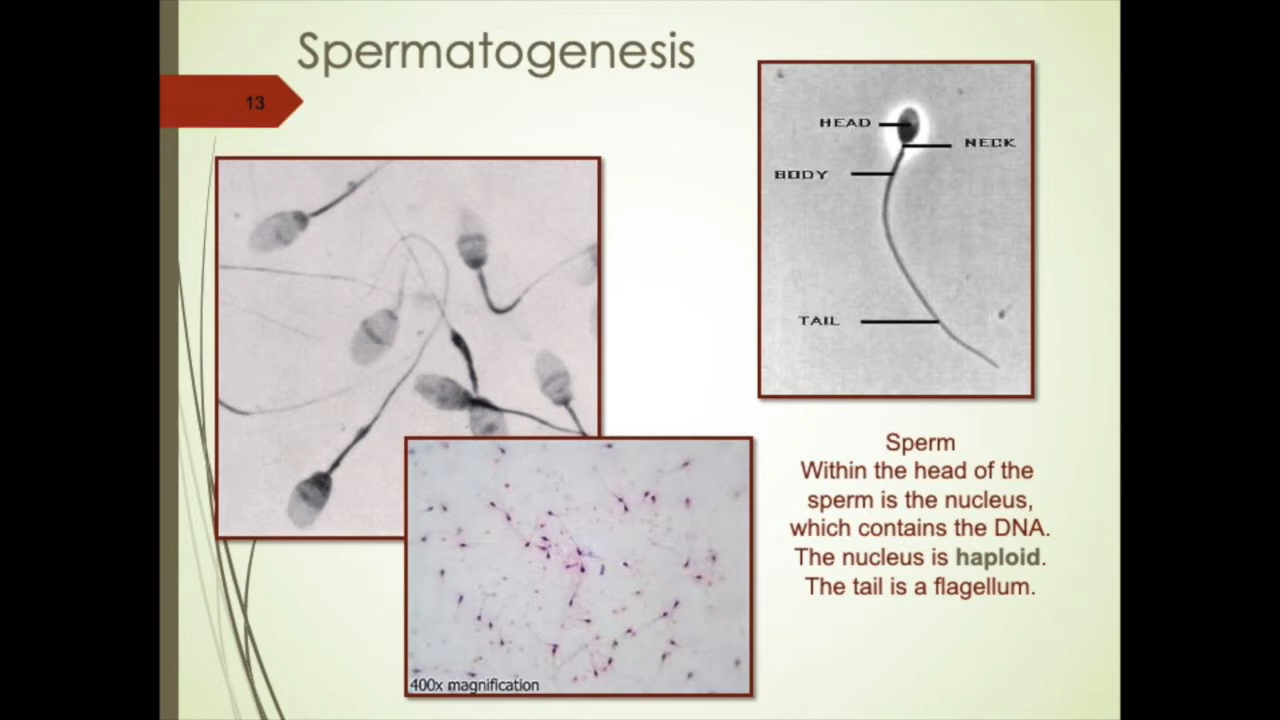 Spermatogenesis
13
HEAD
NECK
BODY
TAIL
Sperm
Within the head of the
sperm is the nucleus,
which contains the DNA.
The nucleus is haploid.
The tail is a flagellum.
400x magnification